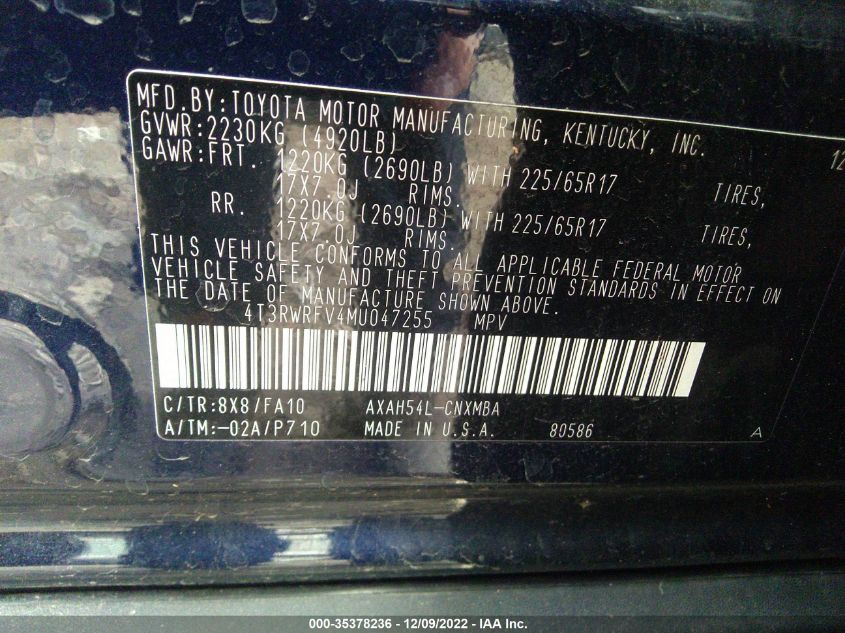 MFD.BY:TOYOTA MOTOR MANUFACTURING, KENTUCKY, INC.
12
GVWR:2230KG (4920LB)
GAWR:FRT. 1220KG (2690LB) WITH 225/65R17 TIRES,
17X7.0J RIMS.
RR. 1220KG (2690LB) WITH 225/65R17 TIRES,
17X7.0J RIMS.
THIS VEHICLE CONFORMS TO ALL APPLICABLE FEDERAL MOTOR
VEHICLE SAFETY AND THEFT PREVENTION STANDARDS IN EFFECT ON
THE DATE OF MANUFACTURE SHOWN ABOVE.
4T3RWRFV4MU047255 MPV
C/TR:8X8/FA10 AXAH54L-CNXMBA
A/TM:-02A/P710 MADE IN U.S.A. 80586 A
000-35378236 - 12/09/2022 - IAA Inc.